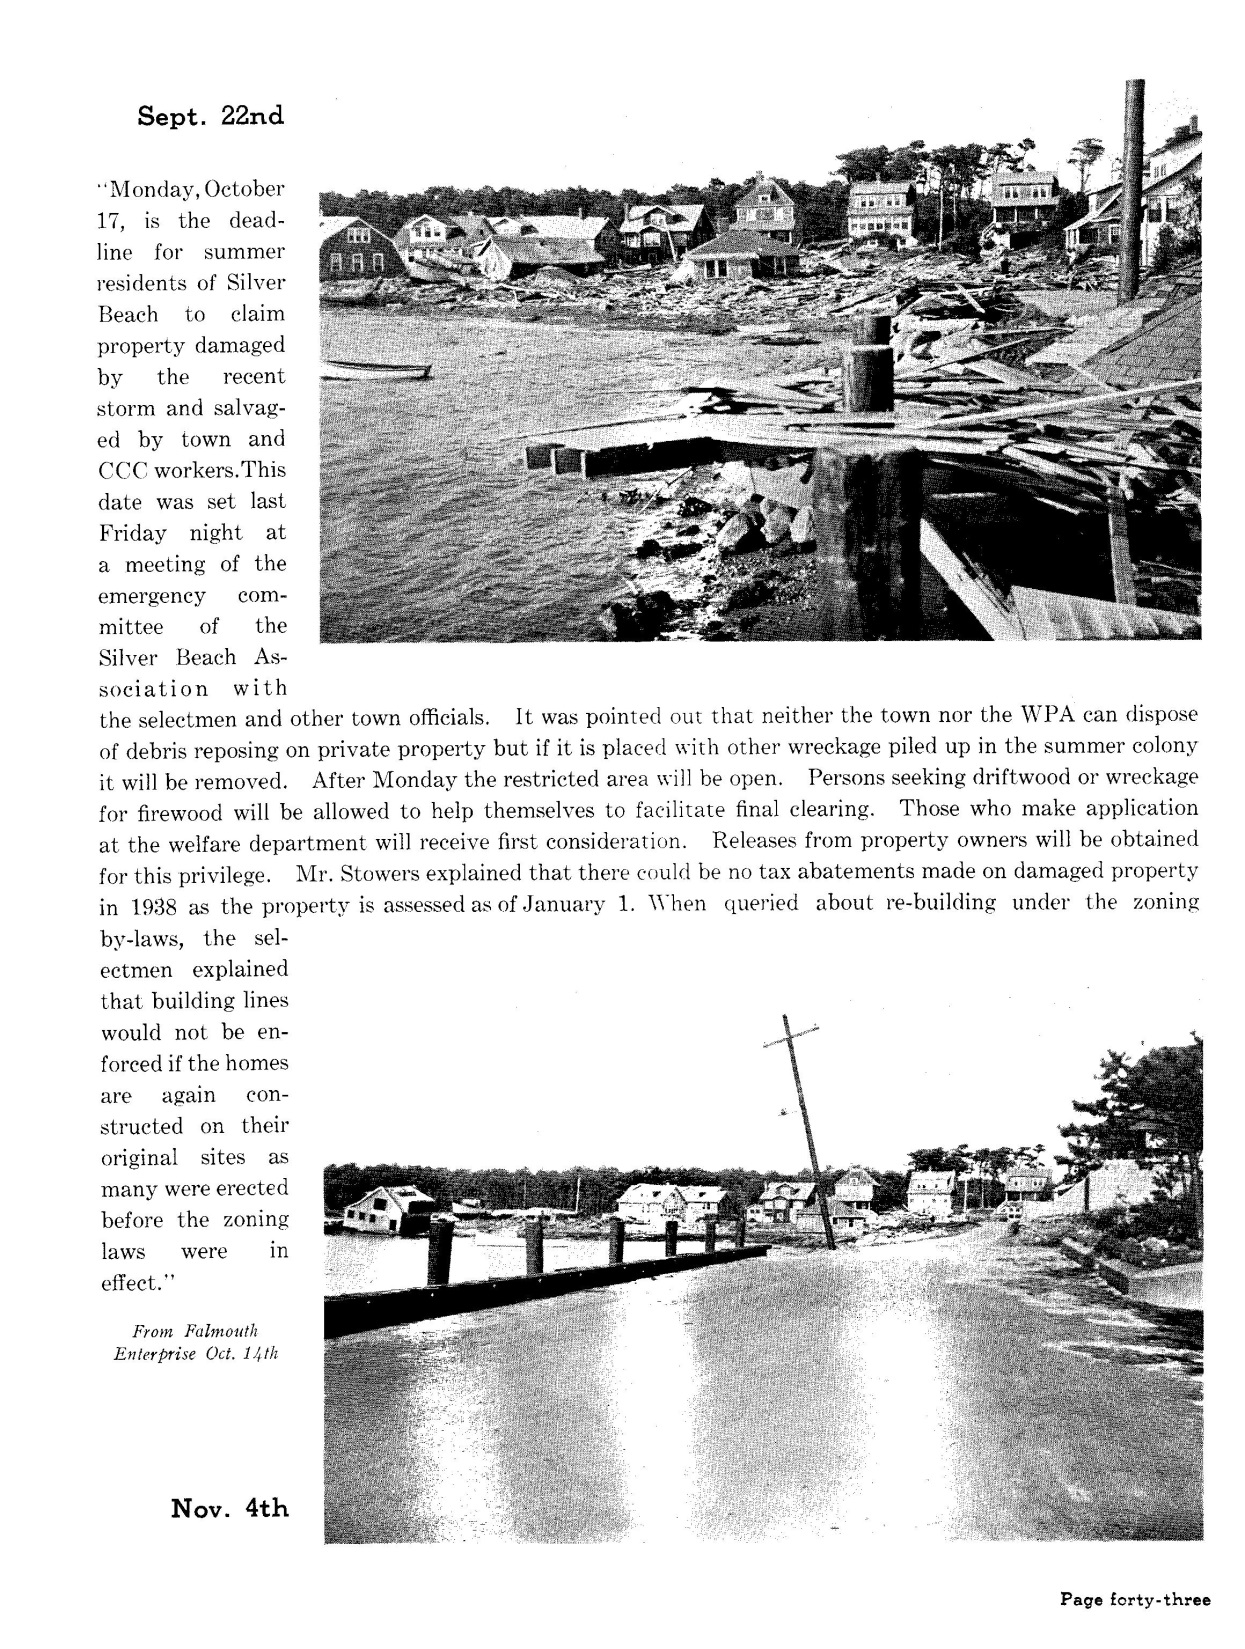 Sept. 22nd
"Monday, October
17, is the dead-
line for summer
residents of Silver
Beach to claim
property damaged
by the recent
storm and salvag-
ed by town and
CCC workers.This
date was set last
Friday night at
a meeting of the
emergency com-
mittee of the
Silver Beach As-
sociation with
the selectmen and other town officials. It was pointed out that neither the town nor the WPA can dispose
of debris reposing on private property but if it is placed with other wreckage piled up in the summer colony
it will be removed. After Monday the restricted area will be open. Persons seeking driftwood or wreckage
for firewood will be allowed to help themselves to facilitate final clearing. Those who make application
at the welfare department will receive first consideration. Releases from property owners will be obtained
for this privilege. Mr. Stowers explained that there could be no tax abatements made on damaged property
in 1938 as the property is assessed as of January 1. When queried about re-building under the zoning
by-laws, the sel-
ectmen explained
that building lines
would not be en-
forced if the homes
are again con-
structed on their
original sites as
many were erected
before the zoning
laws were in
effect."
From Falmouth
Enterprise Oct. 14th
Nov. 4th
Page forty-three